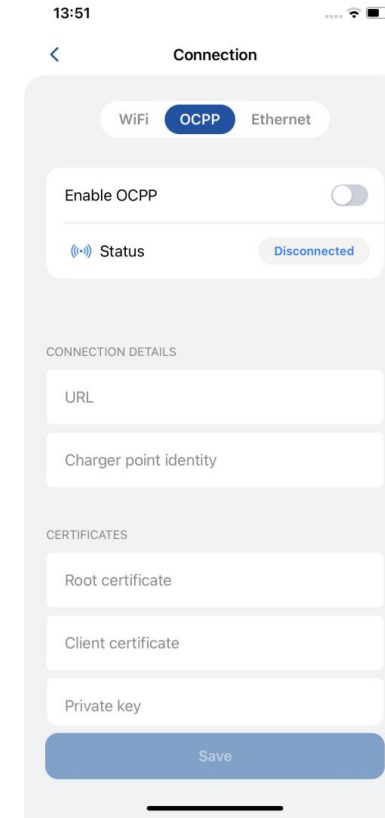 13:51
Connection
WiFi OCPP Ethernet
Enable OCPP
Status Disconnected
CONNECTION DETAILS
URL
Charger point identity
CERTIFICATES
Root certificate
Client certificate
Private key
Save